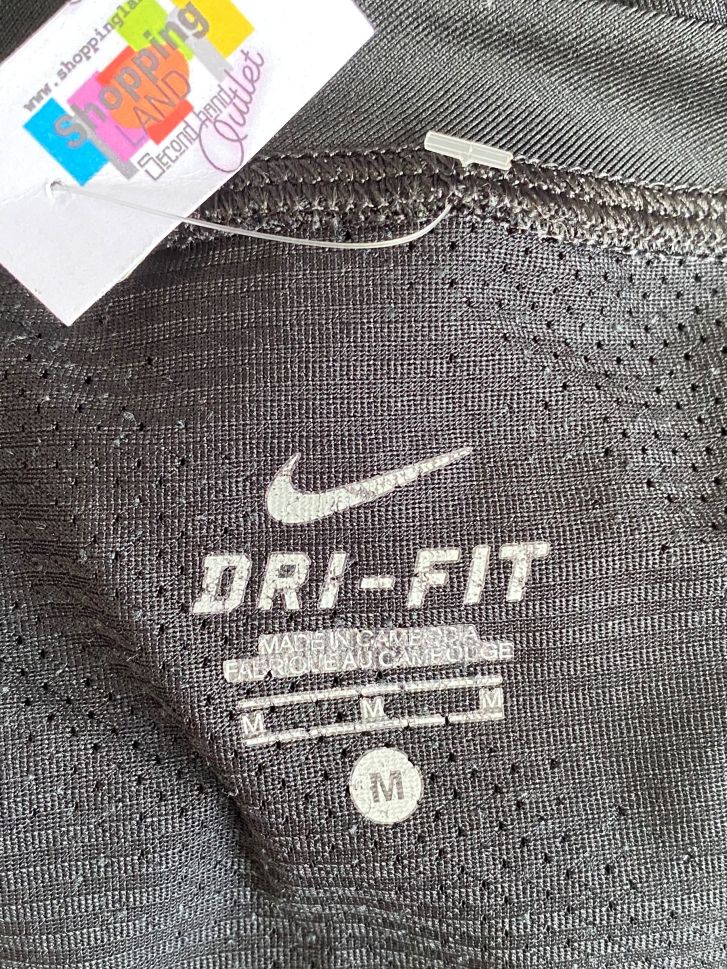 www.shoppingla
Shopping
LAND
Second hand
Outlet
DRI-FIT
MADE IN CAMBODIA
FABRIQUÉ AU CAMBODGE
M M M
M